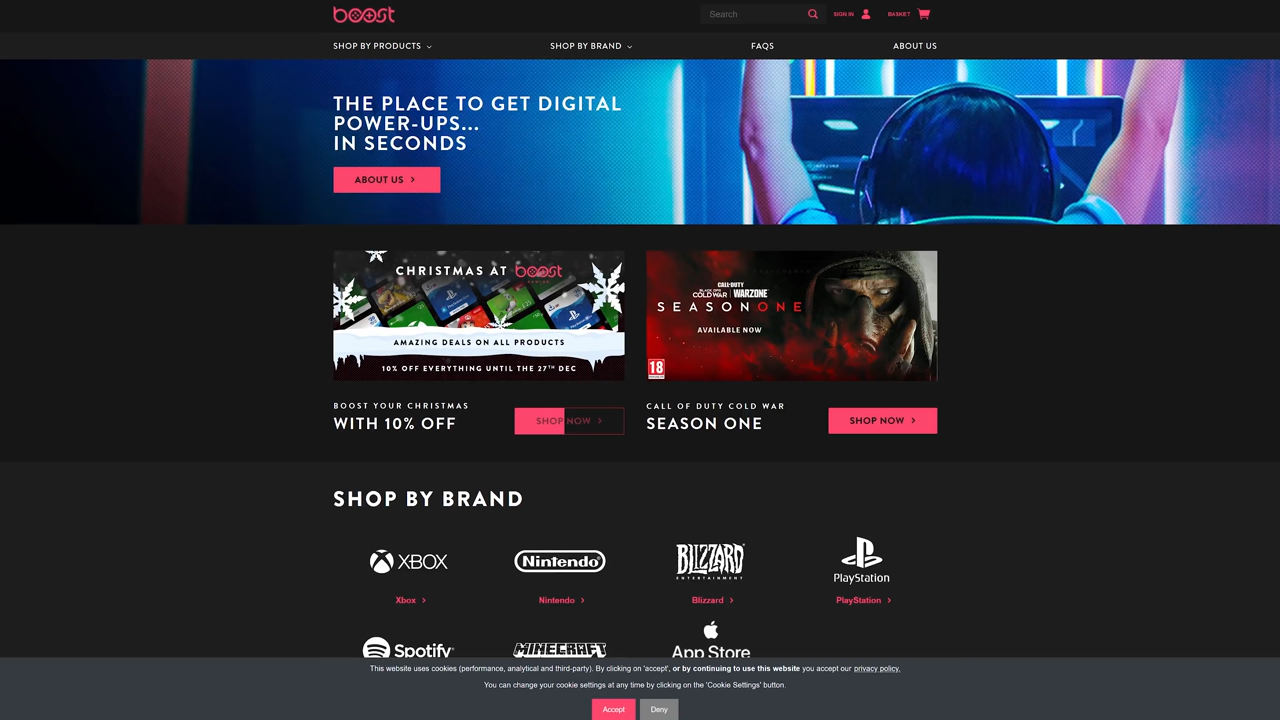 boost
Search
SIGN IN
BASKET
SHOP BY PRODUCTS
SHOP BY BRAND
FAQS
ABOUT US
THE PLACE TO GET DIGITAL
POWER-UPS...
IN SECONDS
ABOUT US
CHRISTMAS AT boost
AMAZING DEALS ON ALL PRODUCTS
10% OFF EVERYTHING UNTIL THE 27TH DEC
CALL OF DUTY
BLACK OPS
COLD WAR | WARZONE
SEASON ONE
AVAILABLE NOW
18
BOOST YOUR CHRISTMAS
WITH 10% OFF
SHOP NOW
CALL OF DUTY COLD WAR
SEASON ONE
SHOP NOW
SHOP BY BRAND
XBOX
Nintendo
BLIZZARD
ENTERTAINMENT
PlayStation
Xbox
Nintendo
Blizzard
PlayStation
Spotify
MINECRAFT
App Store
This website uses cookies (performance, analytical and third-party). By clicking on 'accept', or by continuing to use this website you accept our privacy policy.
You can change your cookie settings at any time by clicking on the 'Cookie Settings' button.
Accept
Deny